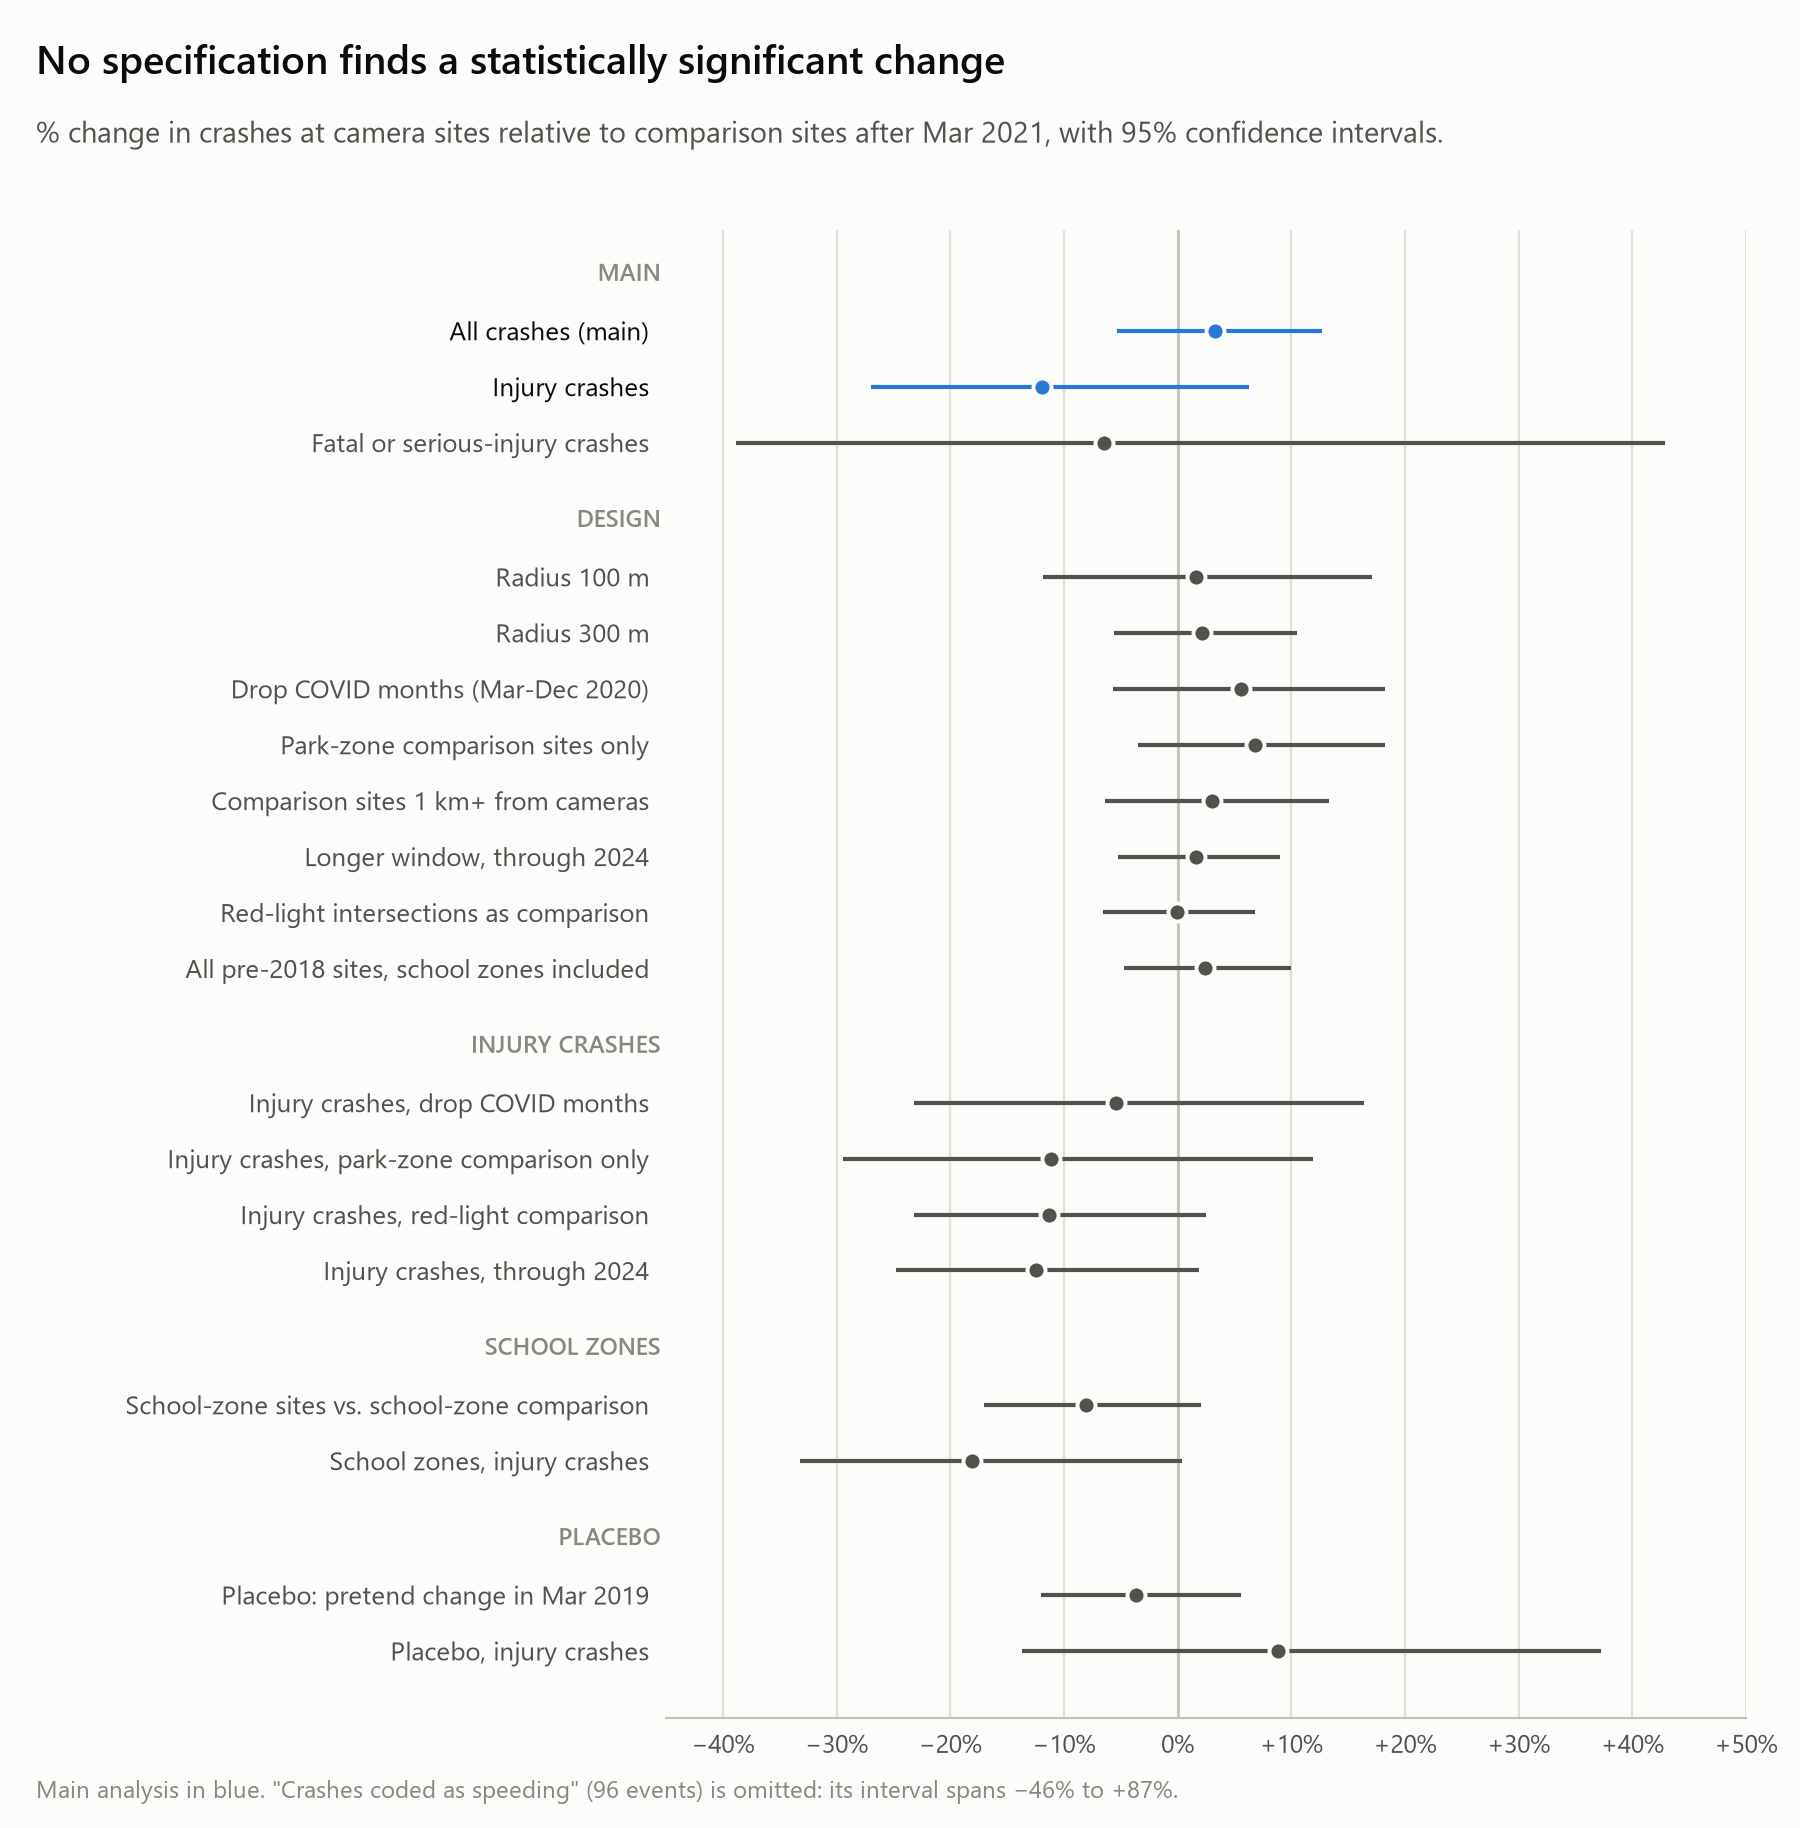 No specification finds a statistically significant change
% change in crashes at camera sites relative to comparison sites after Mar 2021, with 95% confidence intervals.
MAIN
All crashes (main)
Injury crashes
Fatal or serious-injury crashes
DESIGN
Radius 100 m
Radius 300 m
Drop COVID months (Mar-Dec 2020)
Park-zone comparison sites only
Comparison sites 1 km+ from cameras
Longer window, through 2024
Red-light intersections as comparison
All pre-2018 sites, school zones included
INJURY CRASHES
Injury crashes, drop COVID months
Injury crashes, park-zone comparison only
Injury crashes, red-light comparison
Injury crashes, through 2024
SCHOOL ZONES
School-zone sites vs. school-zone comparison
School zones, injury crashes
PLACEBO
Placebo: pretend change in Mar 2019
Placebo, injury crashes
−40% −30% −20% −10% 0% +10% +20% +30% +40% +50%
Main analysis in blue. "Crashes coded as speeding" (96 events) is omitted: its interval spans −46% to +87%.